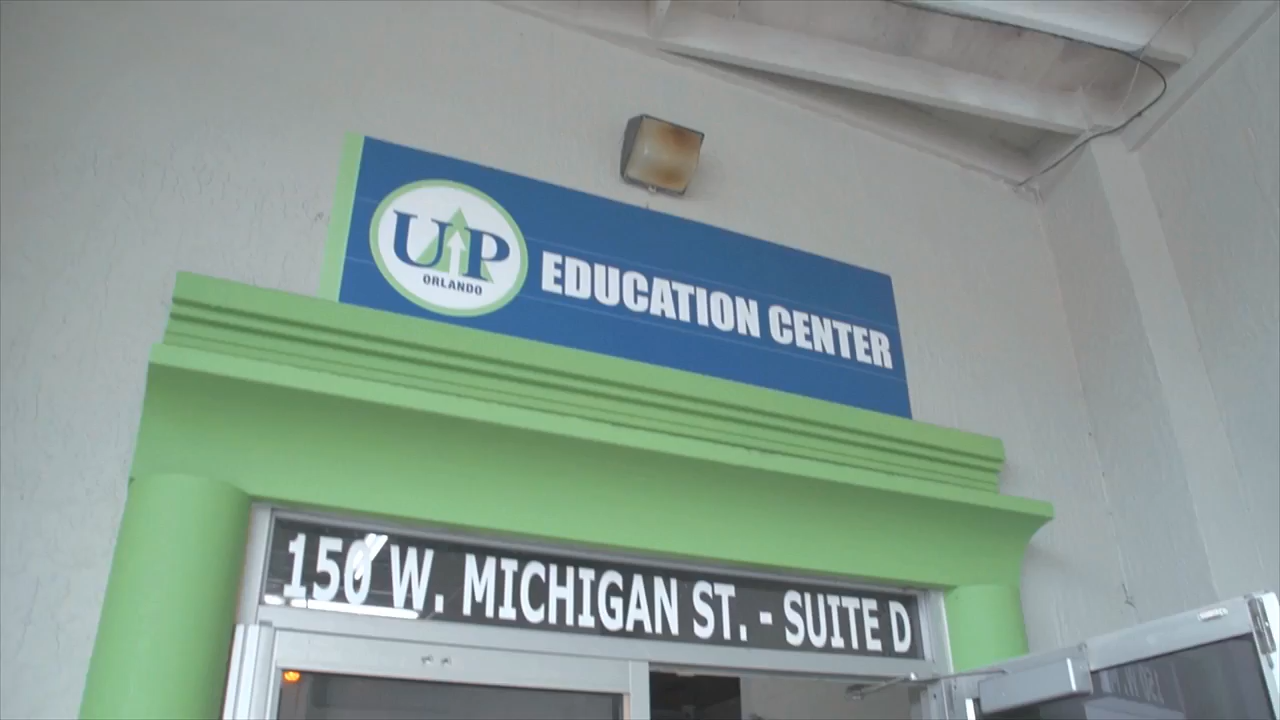 UP
ORLANDO
EDUCATION CENTER
150 W. MICHIGAN ST. - SUITE D